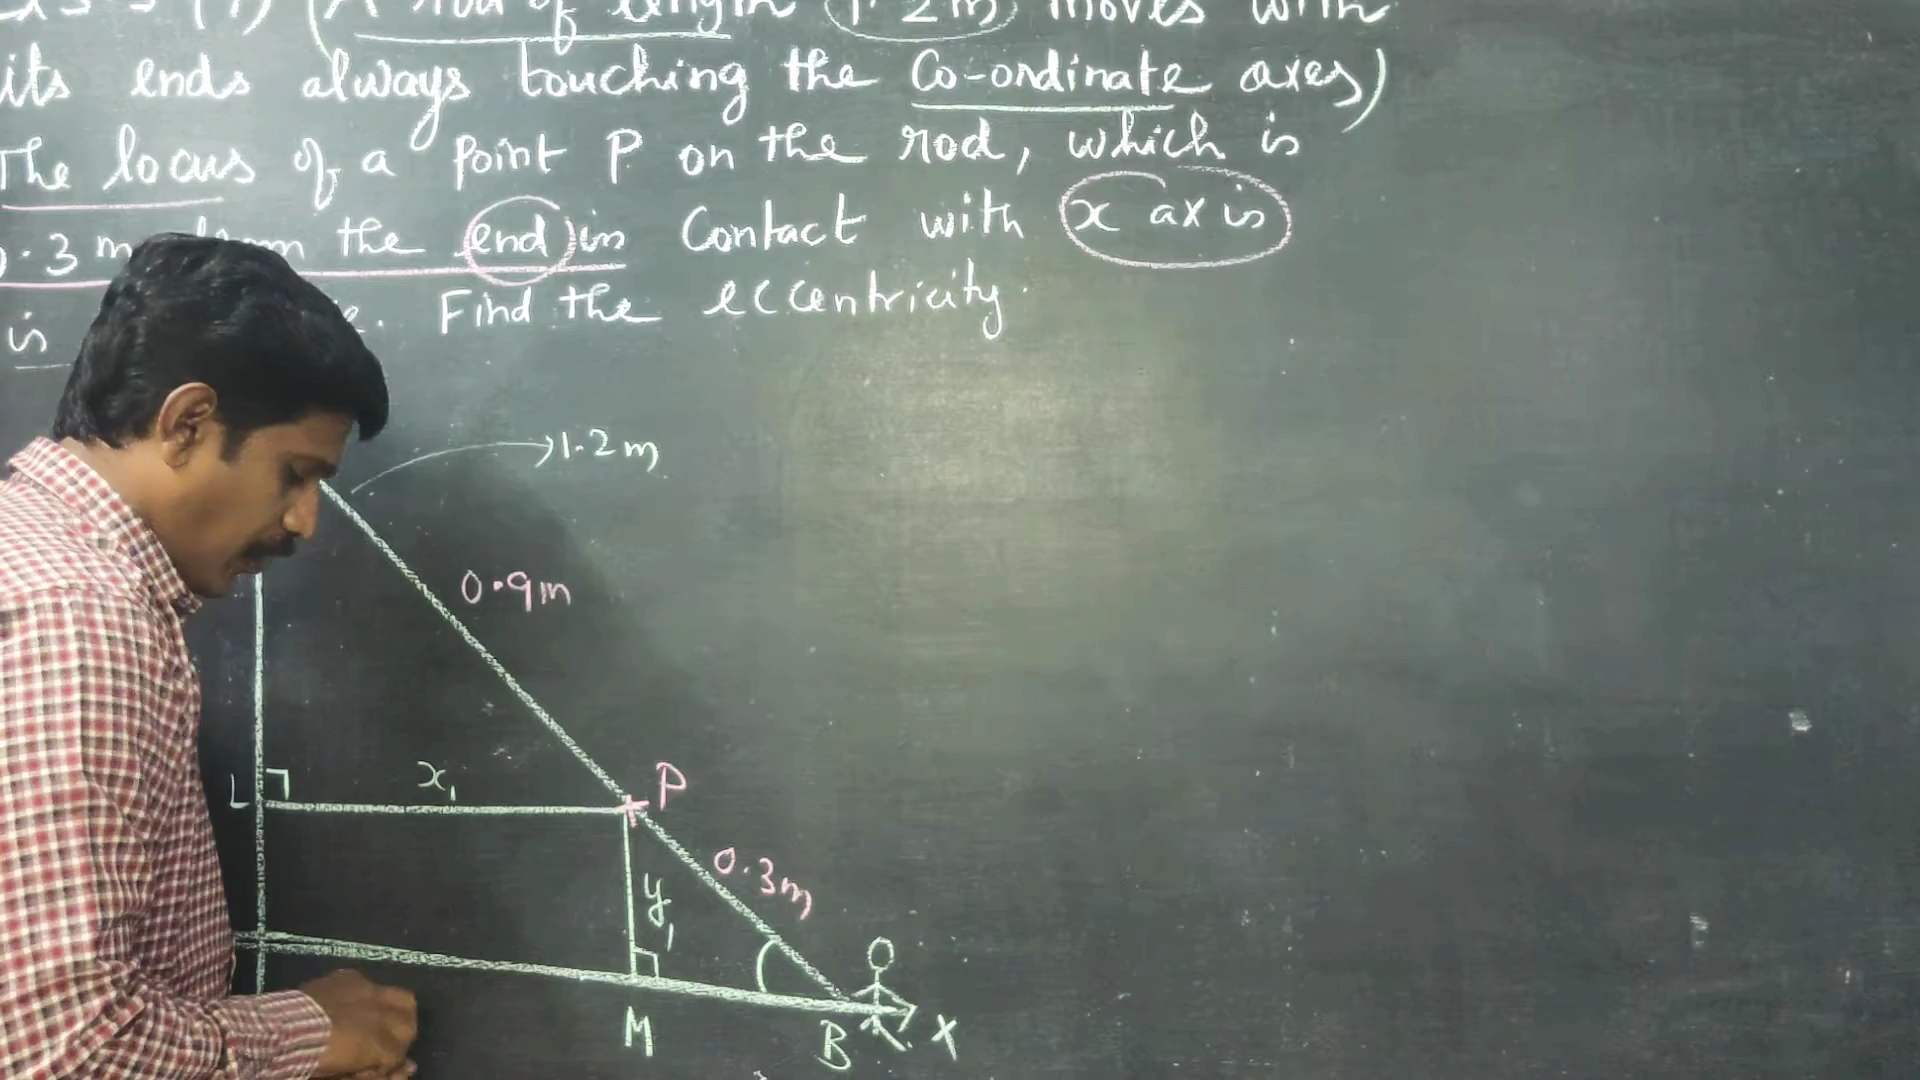 (A rod of length 1.2m moves with
its ends always touching the Co-ordinate axes)
The locus of a point P on the rod, which is
.3 m from the end in Contact with x axis
is Find the eccentricity.
1.2 m
0.9m
L
x₁
P
0.3m
y₁
M
B
X